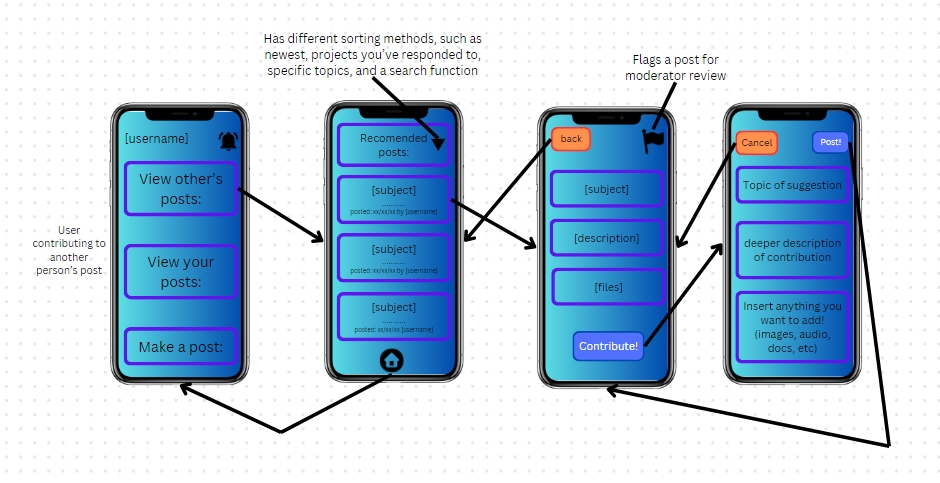 Has different sorting methods, such as
newest, projects you've responded to,
specific topics, and a search function
Flags a post for
moderator review
User
contributing to
another
person's post
[username]
View other's
posts:
View your
posts:
Make a post:
Recomended
posts:
[subject]
............
posted: xx/xx/xx by [username]
[subject]
............
posted: xx/xx/xx by [username]
[subject]
............
posted: xx/xx/xx [username]
back
[subject]
[description]
[files]
Contribute!
Cancel
Post!
Topic of suggestion
deeper description
of contribution
Insert anything you
want to add!
(images, audio,
docs, etc)